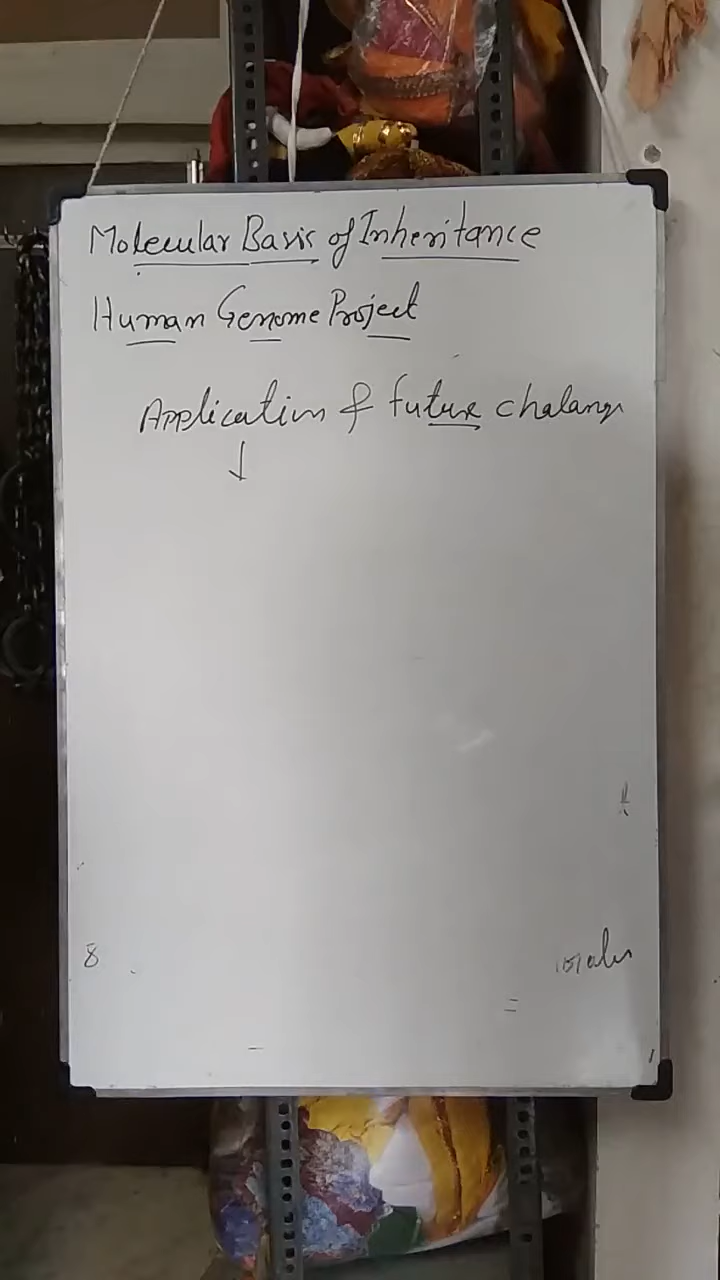 Molecular Basis of Inheritance
Human Genome Project
Application & future chalange
↓
8
=